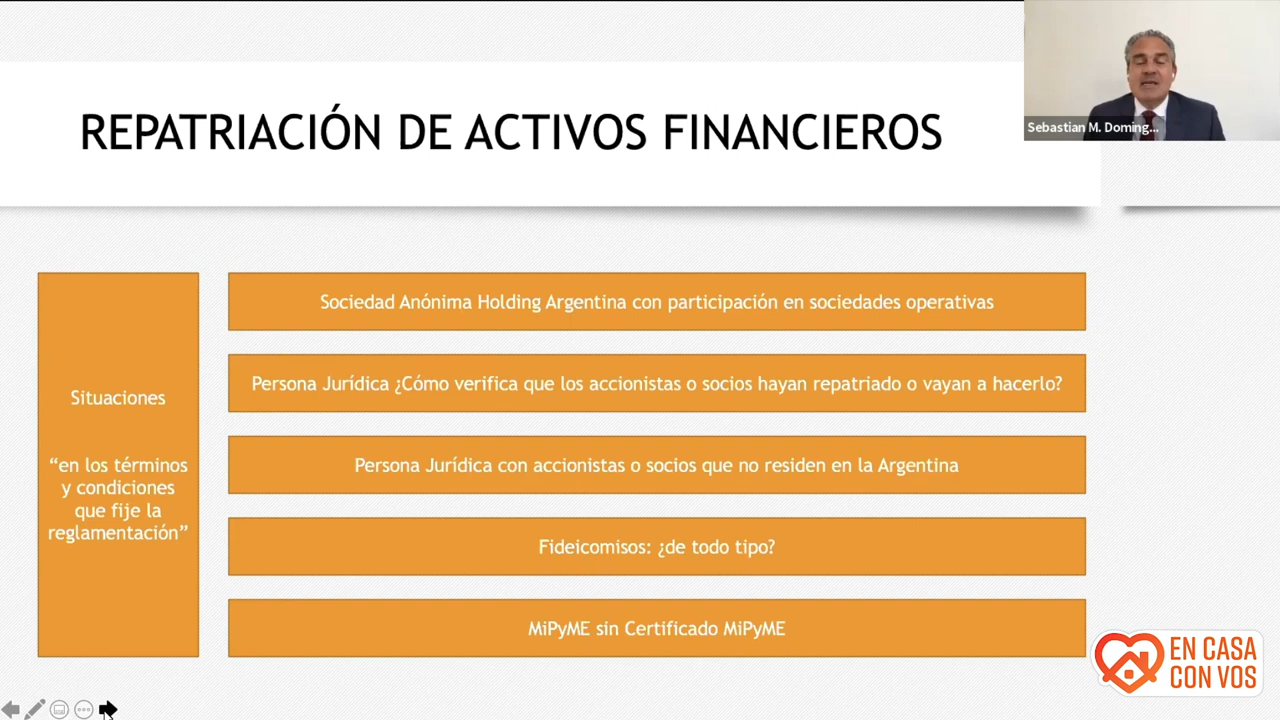 REPATRIACIÓN DE ACTIVOS FINANCIEROS
Sebastian M. Doming...
Situaciones
“en los términos
y condiciones
que fije la
reglamentación”
Sociedad Anónima Holding Argentina con participación en sociedades operativas
Persona Jurídica ¿Cómo verifica que los accionistas o socios hayan repatriado o vayan a hacerlo?
Persona Jurídica con accionistas o socios que no residen en la Argentina
Fideicomisos: ¿de todo tipo?
MiPyME sin Certificado MiPyME
EN CASA
CON VOS